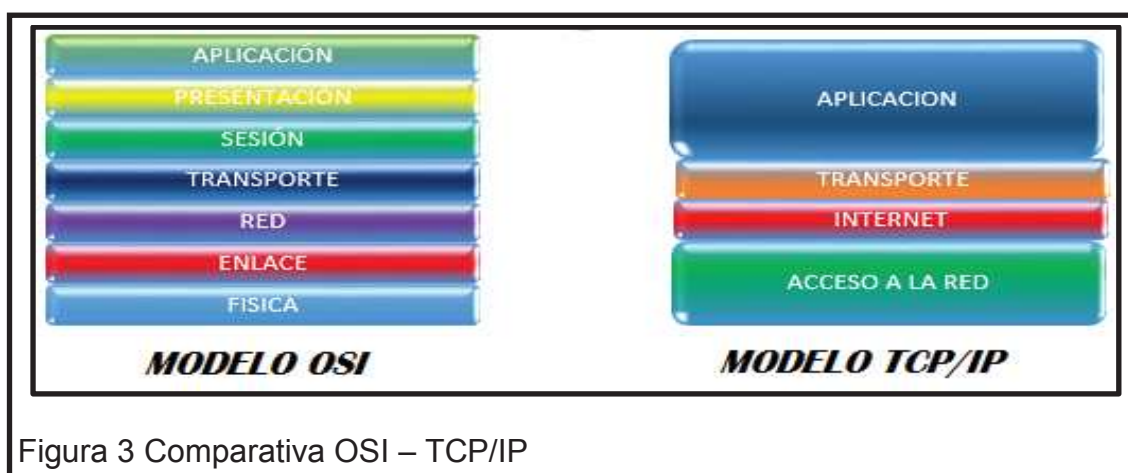 APLICACIÓN
PRESENTACIÓN
SESIÓN
TRANSPORTE
RED
ENLACE
FISICA
MODELO OSI
APLICACION
TRANSPORTE
INTERNET
ACCESO A LA RED
MODELO TCP/IP
Figura 3 Comparativa OSI – TCP/IP